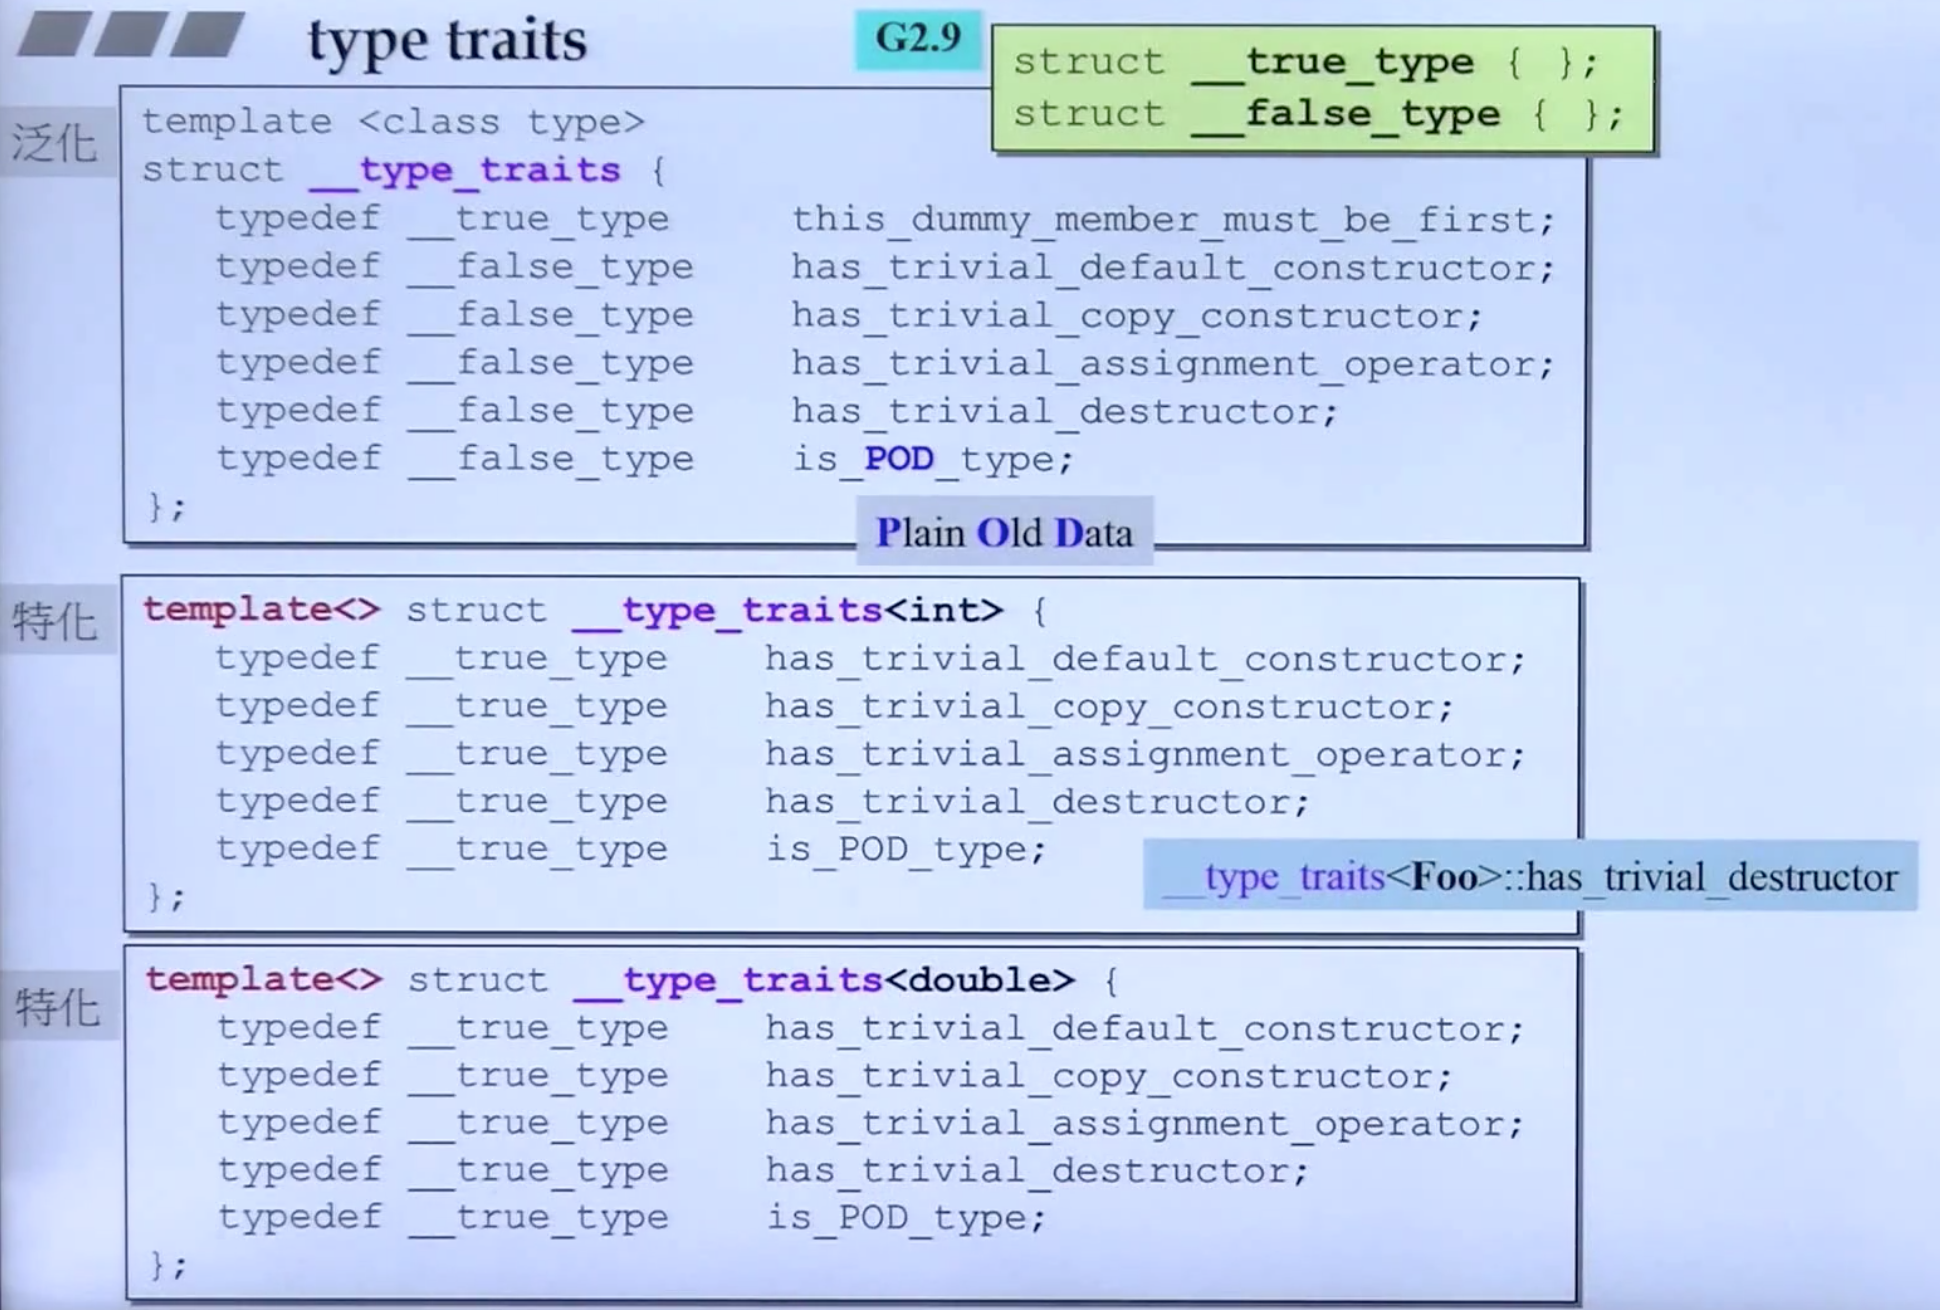 type traits
G2.9
struct __true_type { };
struct __false_type { };
泛化
template <class type>
struct __type_traits {
typedef __true_type this_dummy_member_must_be_first;
typedef __false_type has_trivial_default_constructor;
typedef __false_type has_trivial_copy_constructor;
typedef __false_type has_trivial_assignment_operator;
typedef __false_type has_trivial_destructor;
typedef __false_type is_POD_type;
};
Plain Old Data
特化
template<> struct __type_traits<int> {
typedef __true_type has_trivial_default_constructor;
typedef __true_type has_trivial_copy_constructor;
typedef __true_type has_trivial_assignment_operator;
typedef __true_type has_trivial_destructor;
typedef __true_type is_POD_type;
};
__type_traits<Foo>::has_trivial_destructor
特化
template<> struct __type_traits<double> {
typedef __true_type has_trivial_default_constructor;
typedef __true_type has_trivial_copy_constructor;
typedef __true_type has_trivial_assignment_operator;
typedef __true_type has_trivial_destructor;
typedef __true_type is_POD_type;
};